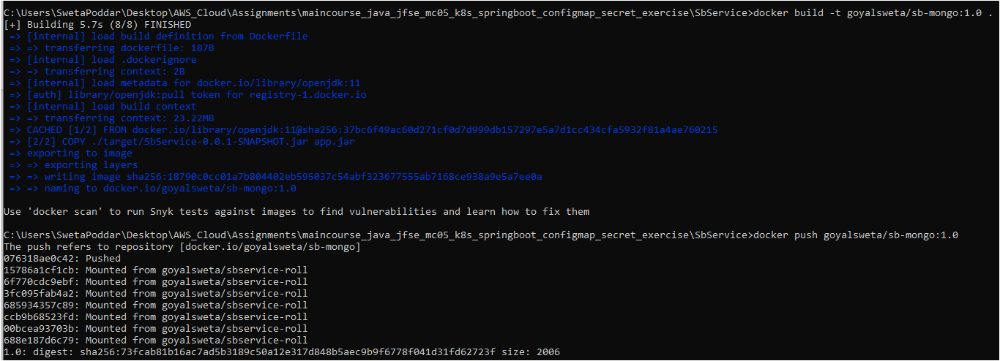 C:\Users\SwetaPoddar\Desktop\AWS_Cloud\Assignments\maincourse_java_jfse_mc05_k8s_springboot_configmap_secret_exercise\SbService>docker build -t goyalsweta/sb-mongo:1.0 .
[+] Building 5.7s (8/8) FINISHED
=> [internal] load build definition from Dockerfile
=> => transferring dockerfile: 187B
=> [internal] load .dockerignore
=> => transferring context: 2B
=> [internal] load metadata for docker.io/library/openjdk:11
=> [auth] library/openjdk:pull token for registry-1.docker.io
=> [internal] load build context
=> => transferring context: 23.22MB
=> CACHED [1/2] FROM docker.io/library/openjdk:11@sha256:37bc6f49ac60d271cf0d7d999db157297e5a7d1cc434cfa5932f81a4ae760215
=> [2/2] COPY ./target/SbService-0.0.1-SNAPSHOT.jar app.jar
=> exporting to image
=> => exporting layers
=> => writing image sha256:18790c0cc01a7b804402eb595037c54abf323677555ab7168ce938a9e5a7ee0a
=> => naming to docker.io/goyalsweta/sb-mongo:1.0
Use 'docker scan' to run Snyk tests against images to find vulnerabilities and learn how to fix them
C:\Users\SwetaPoddar\Desktop\AWS_Cloud\Assignments\maincourse_java_jfse_mc05_k8s_springboot_configmap_secret_exercise\SbService>docker push goyalsweta/sb-mongo:1.0
The push refers to repository [docker.io/goyalsweta/sb-mongo]
076318ae0c42: Pushed
15786a1cf1cb: Mounted from goyalsweta/sbservice-roll
6f770cdc9ebf: Mounted from goyalsweta/sbservice-roll
3fc095fab4a2: Mounted from goyalsweta/sbservice-roll
685934357c89: Mounted from goyalsweta/sbservice-roll
ccb9b68523fd: Mounted from goyalsweta/sbservice-roll
00bcea93703b: Mounted from goyalsweta/sbservice-roll
688e187d6c79: Mounted from goyalsweta/sbservice-roll
1.0: digest: sha256:73fcab81b16ac7ad5b3189c50a12e317d848b5aec9b9f6778f041d31fd62723f size: 2006